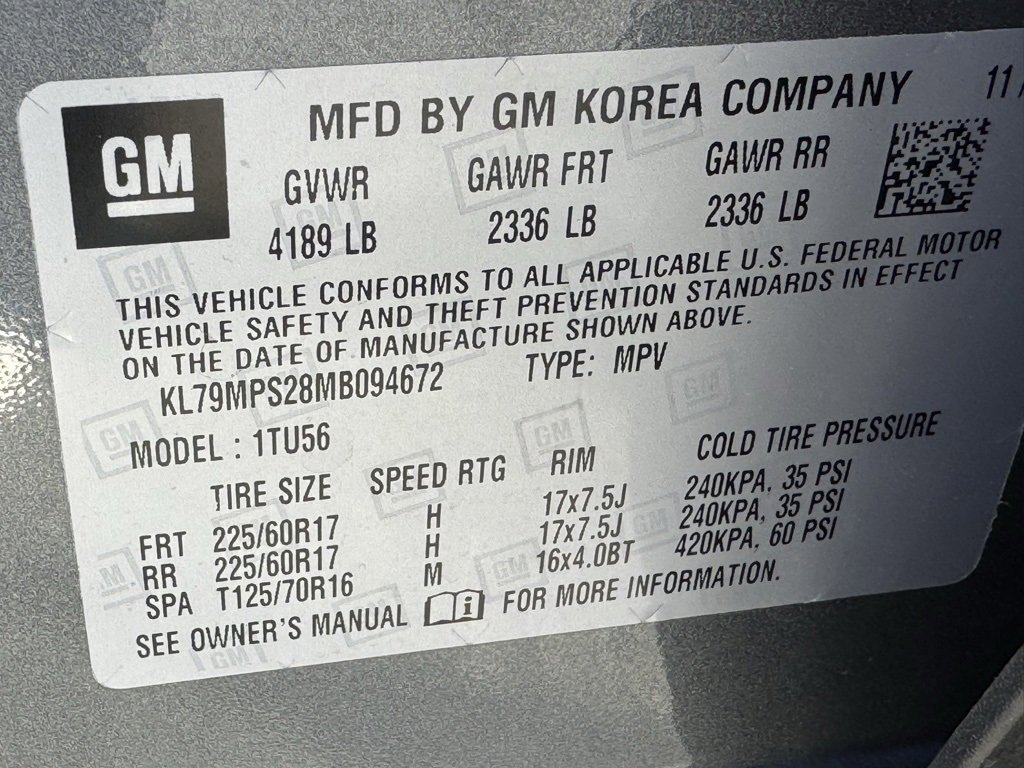 GM
MFD BY GM KOREA COMPANY 11/
GVWR GAWR FRT GAWR RR
4189 LB 2336 LB 2336 LB
THIS VEHICLE CONFORMS TO ALL APPLICABLE U.S. FEDERAL MOTOR
VEHICLE SAFETY AND THEFT PREVENTION STANDARDS IN EFFECT
ON THE DATE OF MANUFACTURE SHOWN ABOVE.
KL79MPS28MB094672 TYPE: MPV
MODEL : 1TU56
TIRE SIZE SPEED RTG RIM COLD TIRE PRESSURE
FRT 225/60R17 H 17x7.5J 240KPA, 35 PSI
RR 225/60R17 H 17x7.5J 240KPA, 35 PSI
SPA T125/70R16 M 16x4.0BT 420KPA, 60 PSI
SEE OWNER'S MANUAL i FOR MORE INFORMATION.